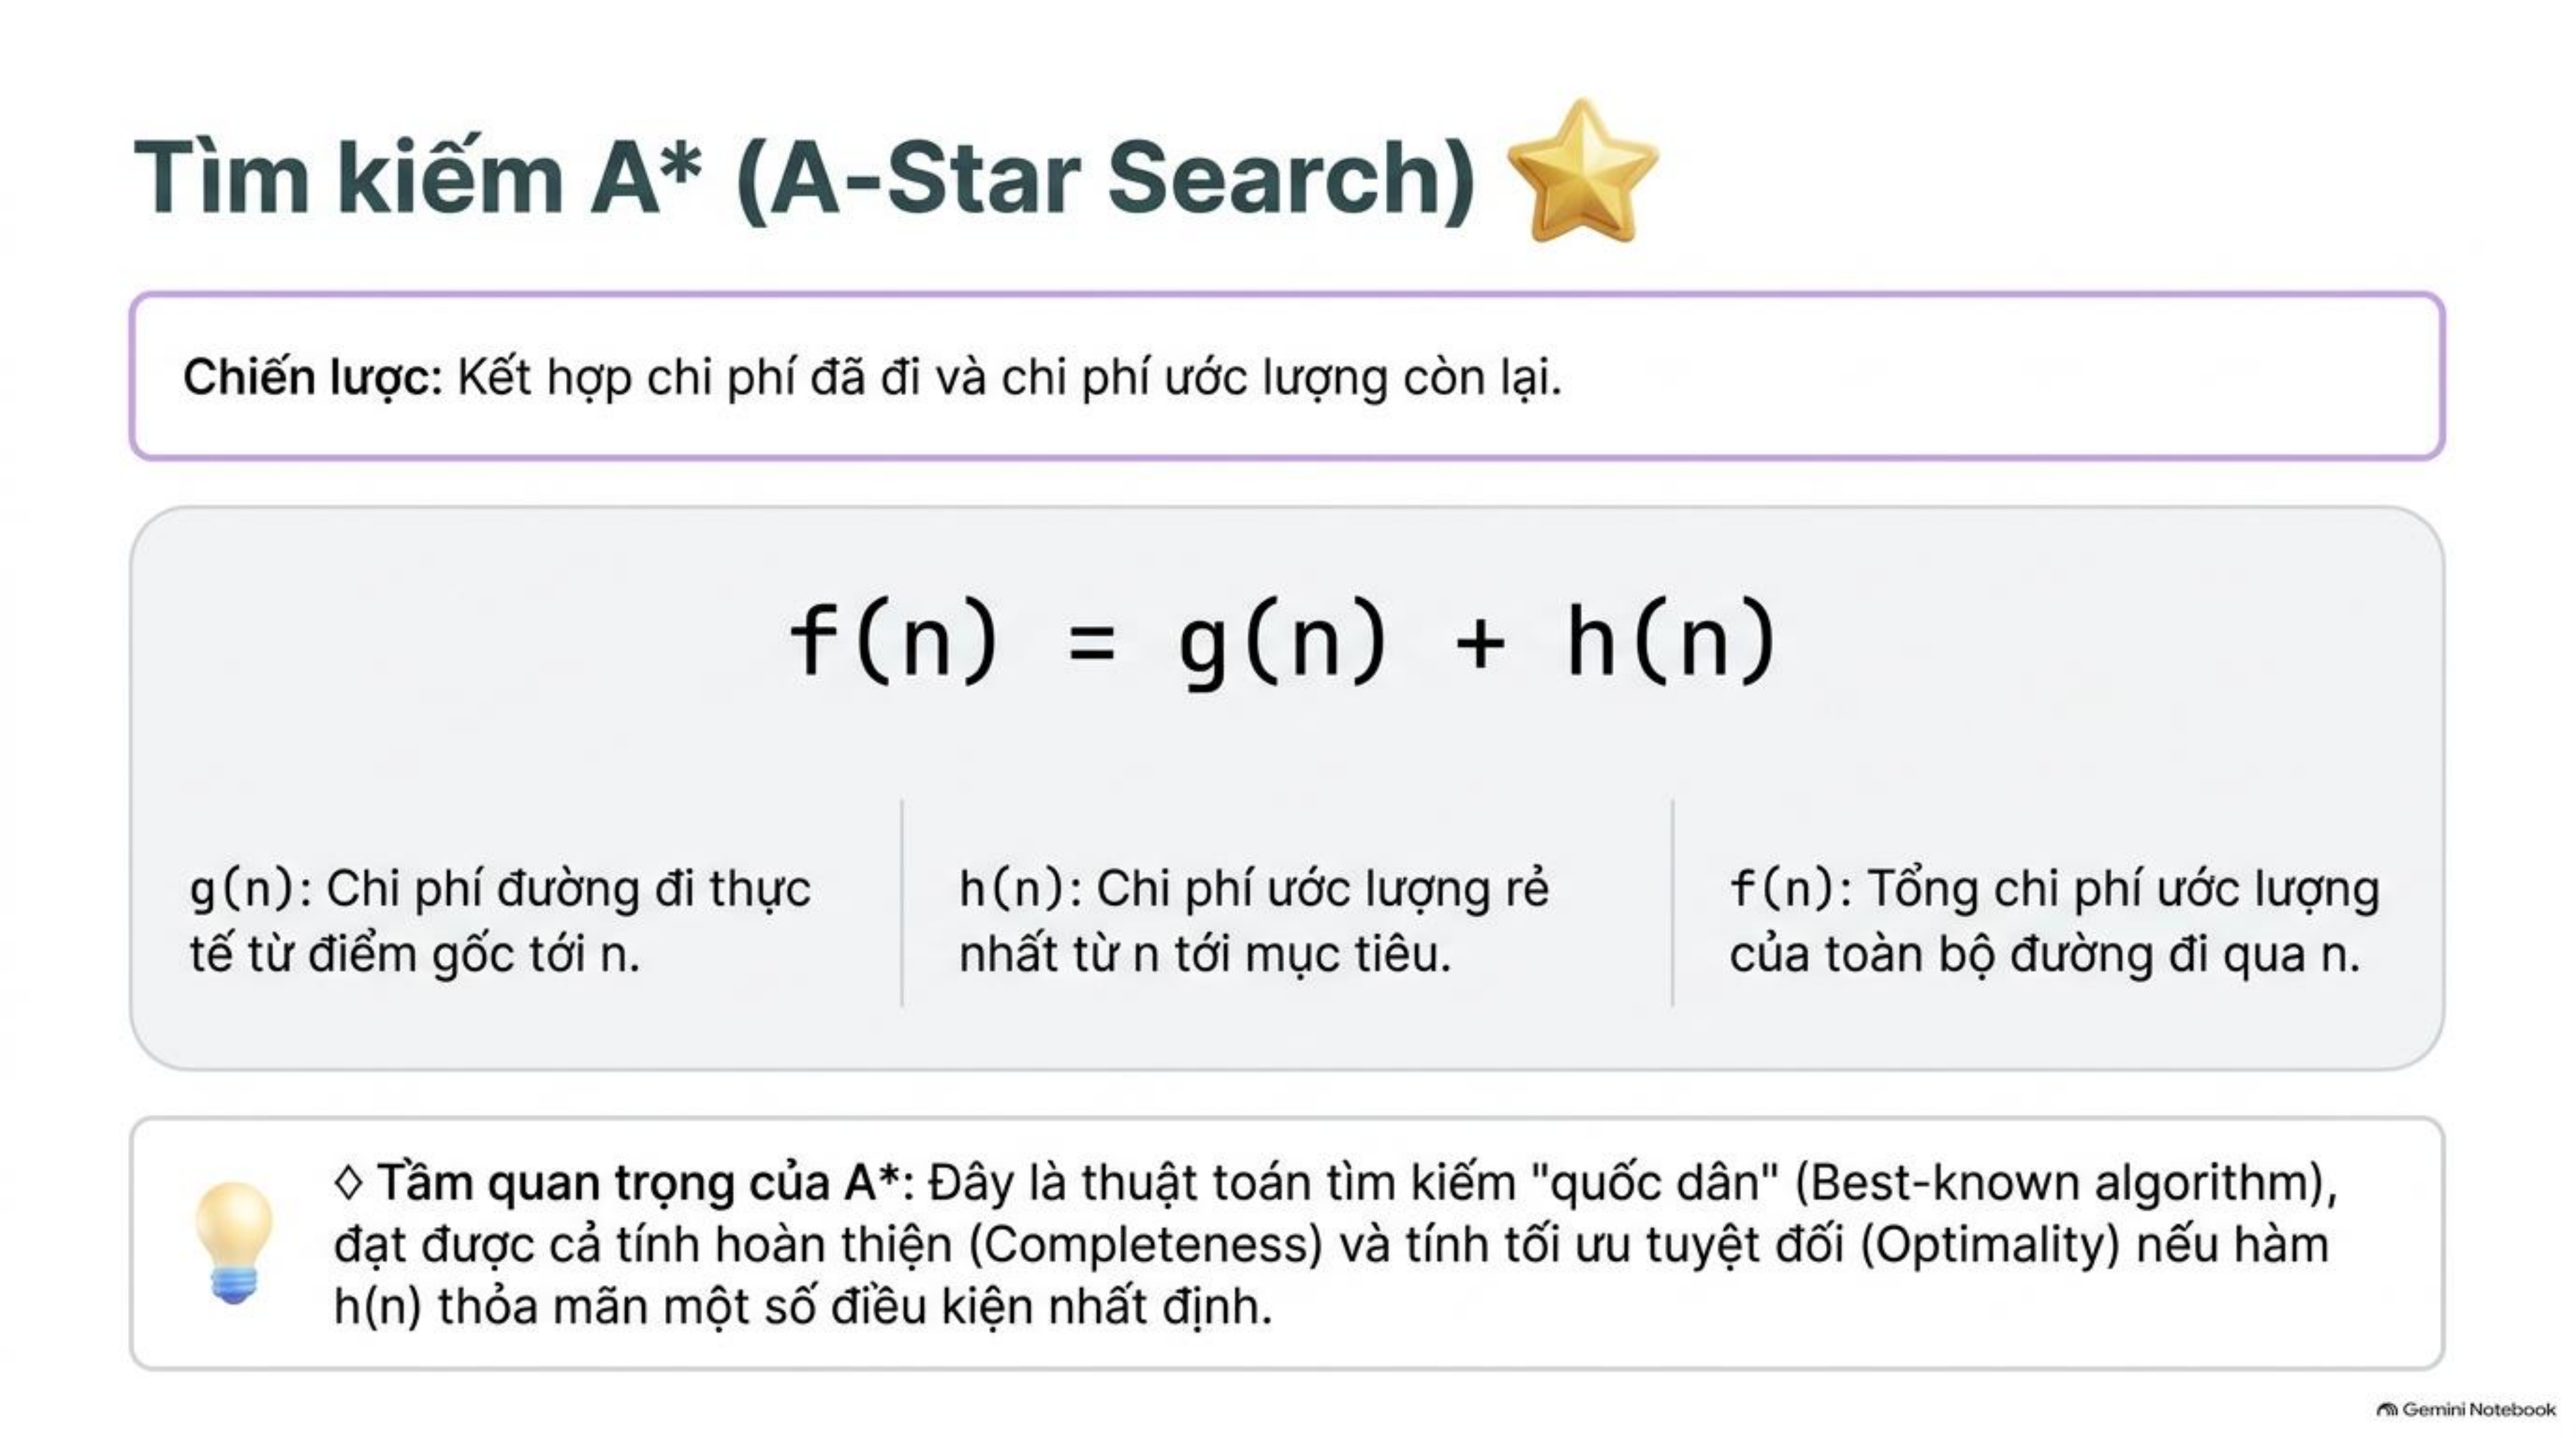 Tìm kiếm A* (A-Star Search)
Chiến lược: Kết hợp chi phí đã đi và chi phí ước lượng còn lại.
f(n) = g(n) + h(n)
g(n): Chi phí đường đi thực
tế từ điểm gốc tới n.
h(n): Chi phí ước lượng rẻ
nhất từ n tới mục tiêu.
f(n): Tổng chi phí ước lượng
của toàn bộ đường đi qua n.
◊ Tầm quan trọng của A*: Đây là thuật toán tìm kiếm "quốc dân" (Best-known algorithm),
đạt được cả tính hoàn thiện (Completeness) và tính tối ưu tuyệt đối (Optimality) nếu hàm
h(n) thỏa mãn một số điều kiện nhất định.
Gemini Notebook